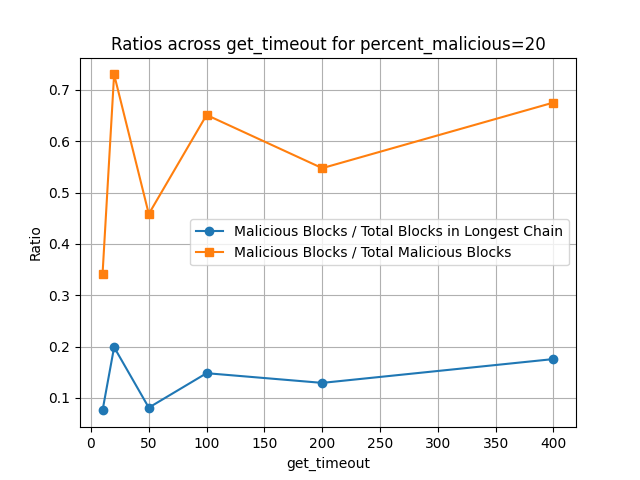 Ratios across get_timeout for percent_malicious=20
Ratio
0.7
0.6
0.5
0.4
0.3
0.2
0.1
Malicious Blocks / Total Blocks in Longest Chain
Malicious Blocks / Total Malicious Blocks
0 50 100 150 200 250 300 350 400
get_timeout